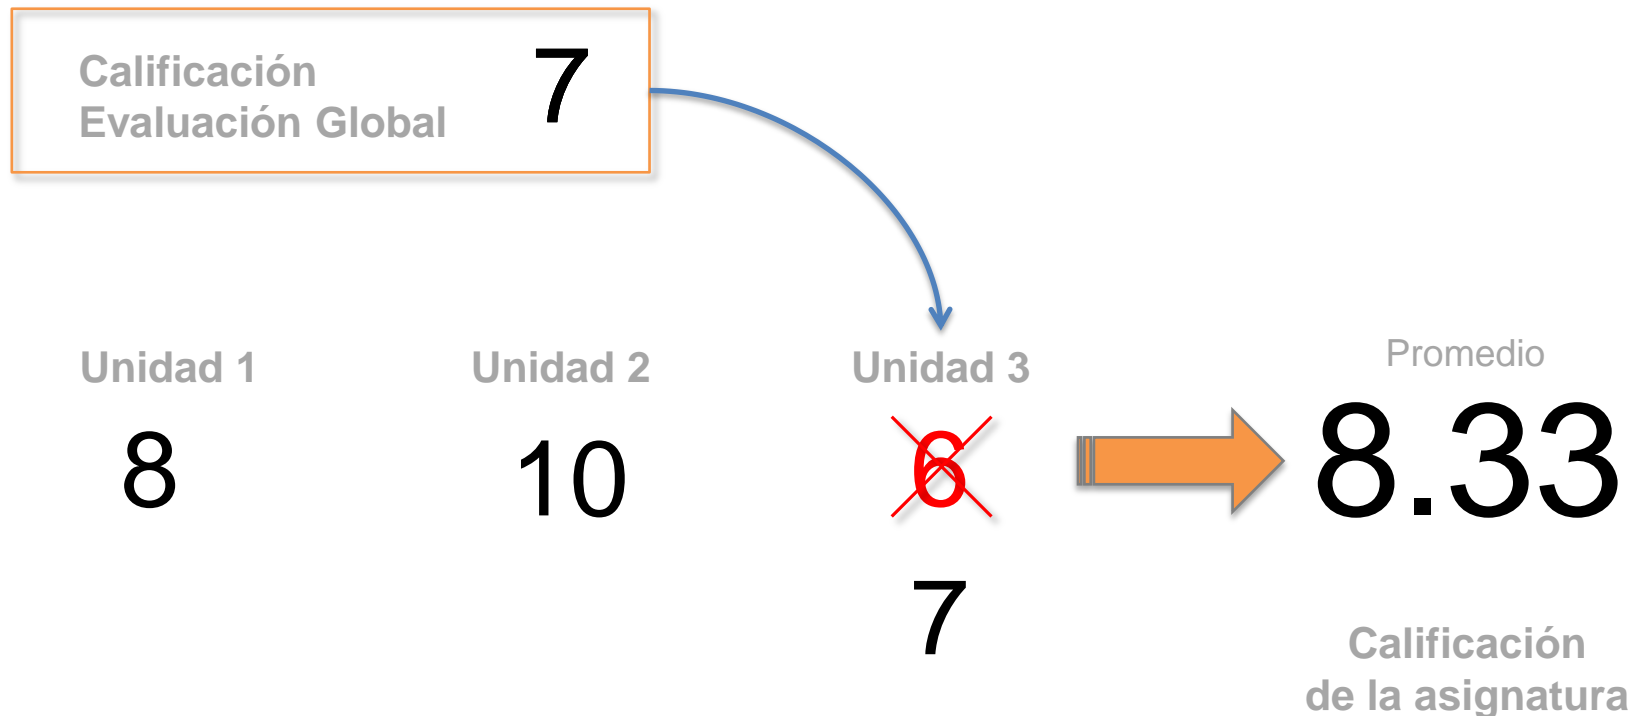 Calificación
Evaluación Global
7
Unidad 1
Unidad 2
Unidad 3
Promedio
8
10
6
8.33
7
Calificación
de la asignatura